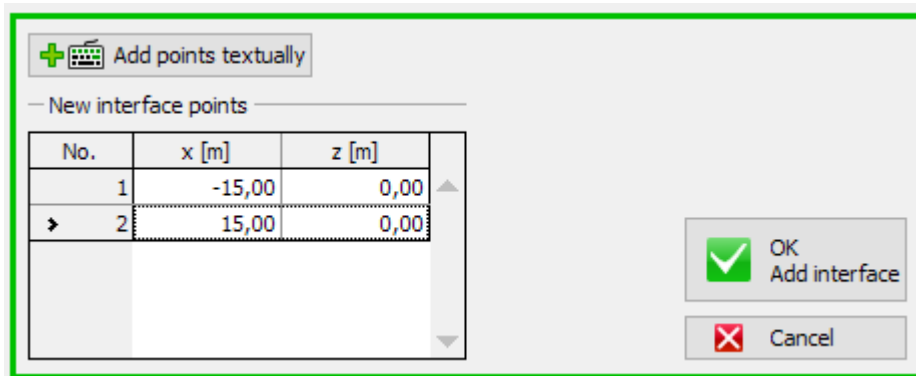 Add points textually
New interface points
No. x [m] z [m]
1 -15,00 0,00
2 15,00 0,00
OK
Add interface
Cancel